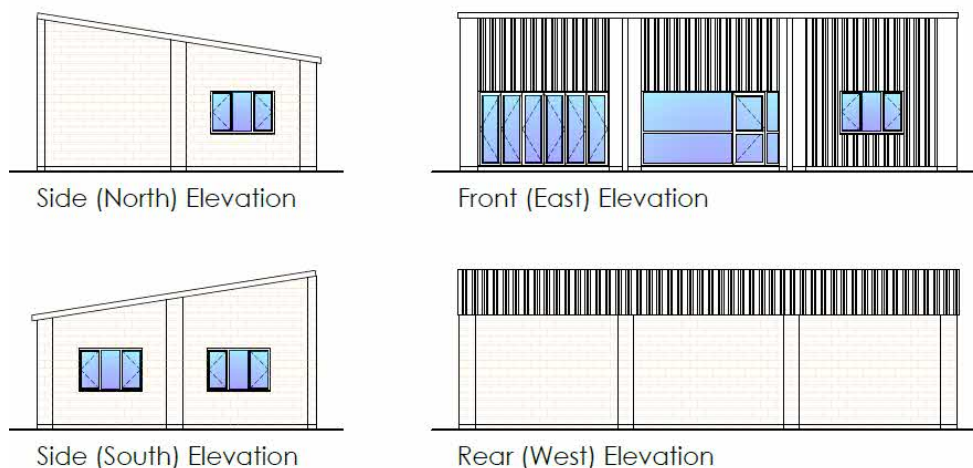 Side (North) Elevation
Front (East) Elevation
Side (South) Elevation
Rear (West) Elevation